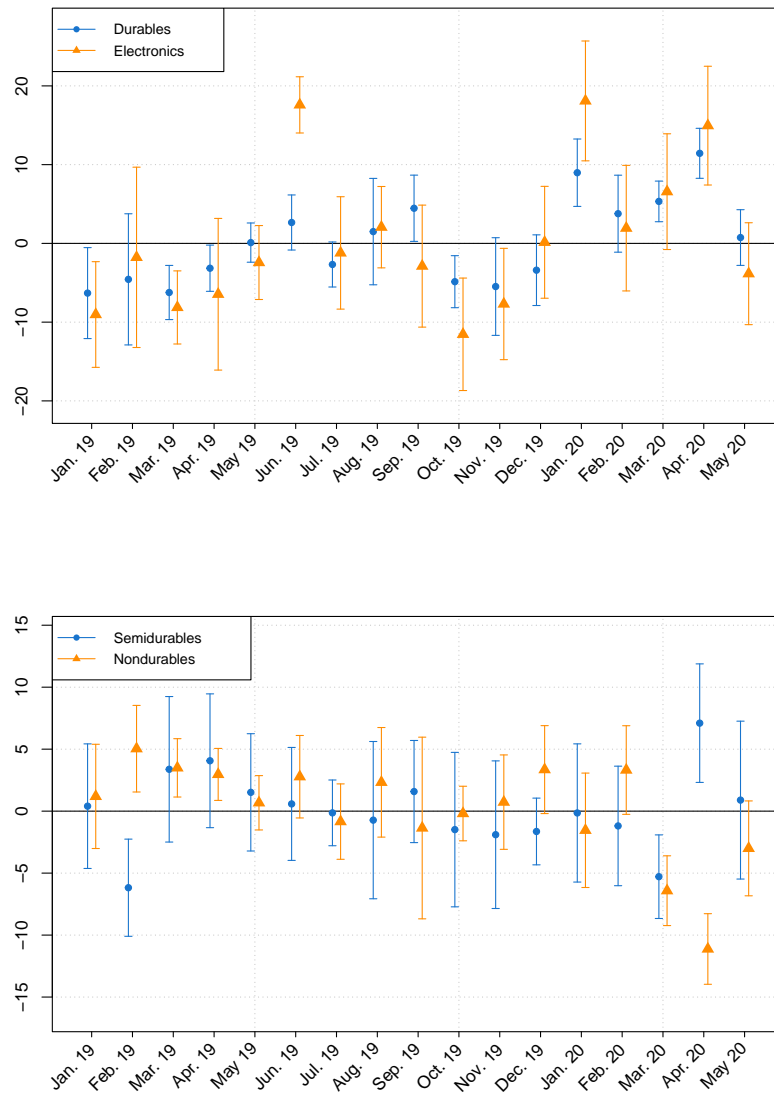 Durables
Electronics
20
10
0
−10
−20
Jan. 19
Feb. 19
Mar. 19
Apr. 19
May 19
Jun. 19
Jul. 19
Aug. 19
Sep. 19
Oct. 19
Nov. 19
Dec. 19
Jan. 20
Feb. 20
Mar. 20
Apr. 20
May 20
Semidurables
Nondurables
15
10
5
0
−5
−10
−15
Jan. 19
Feb. 19
Mar. 19
Apr. 19
May 19
Jun. 19
Jul. 19
Aug. 19
Sep. 19
Oct. 19
Nov. 19
Dec. 19
Jan. 20
Feb. 20
Mar. 20
Apr. 20
May 20